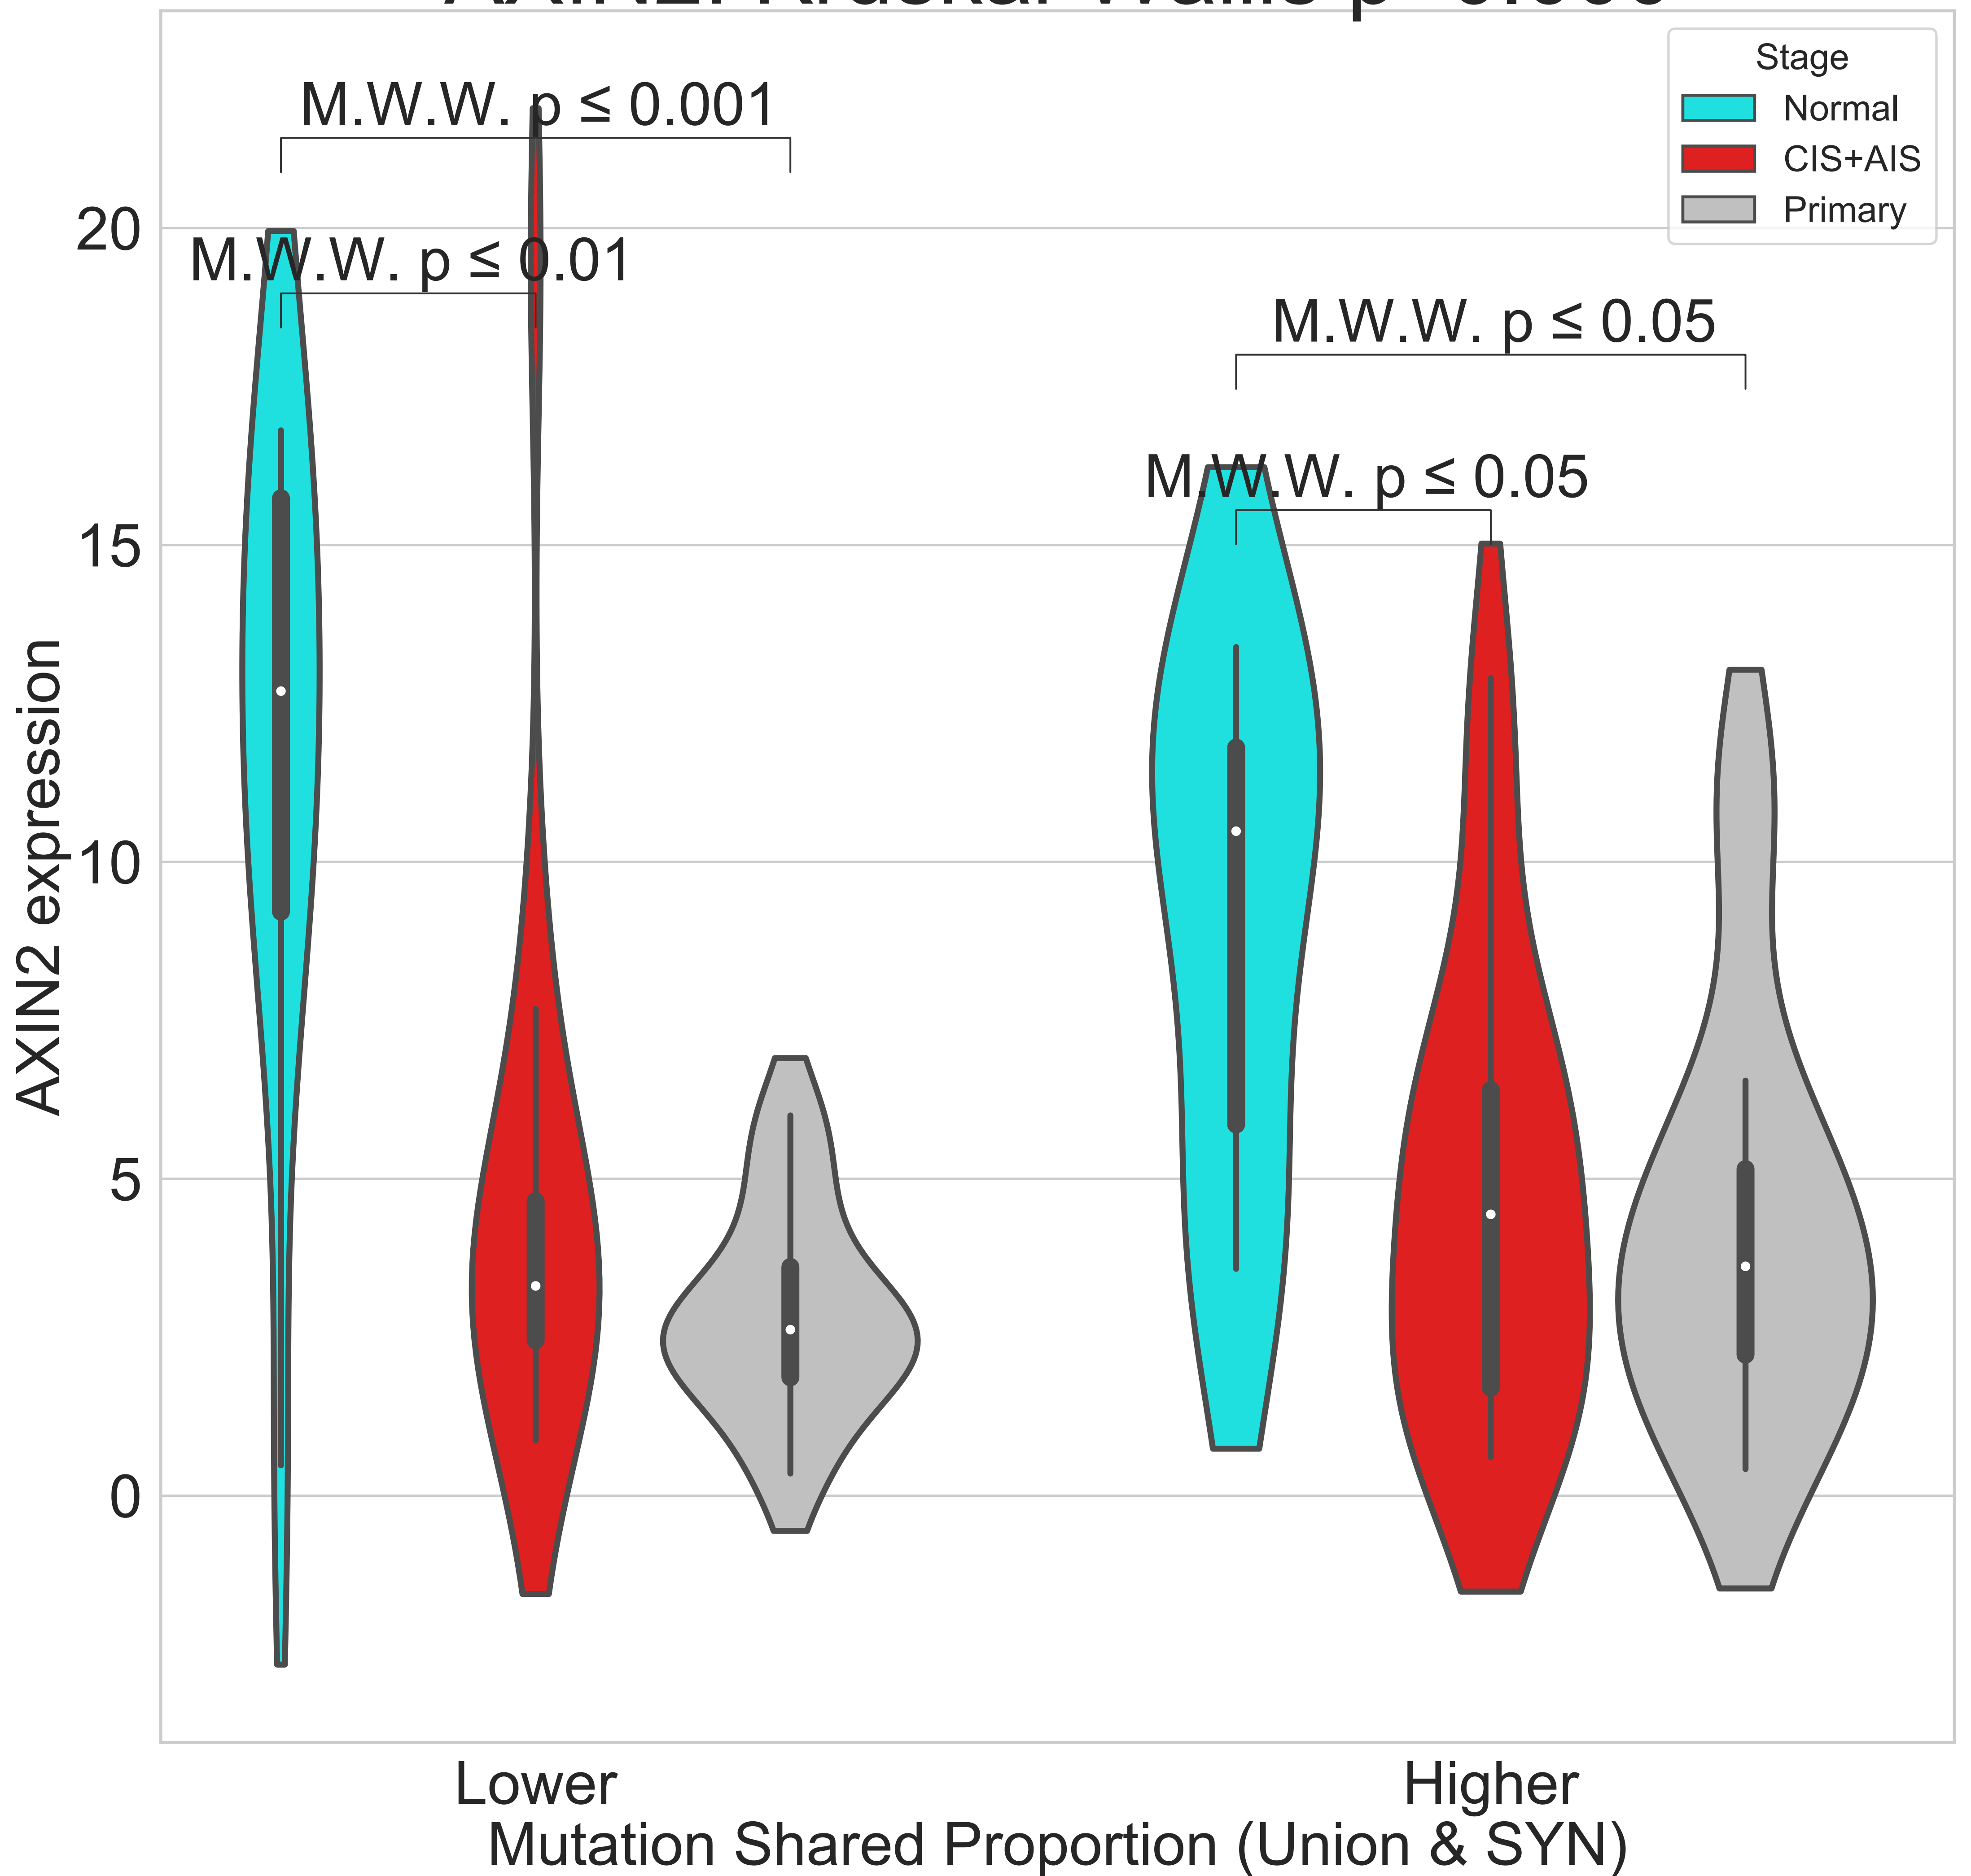 Stage
Normal
CIS+AIS
Primary
M.W.W. p ≤ 0.001
M.W.W. p ≤ 0.01
M.W.W. p ≤ 0.05
M.W.W. p ≤ 0.05
20
15
10
5
0
AXIN2 expression
Lower
Higher
Mutation Shared Proportion (Union & SYN)